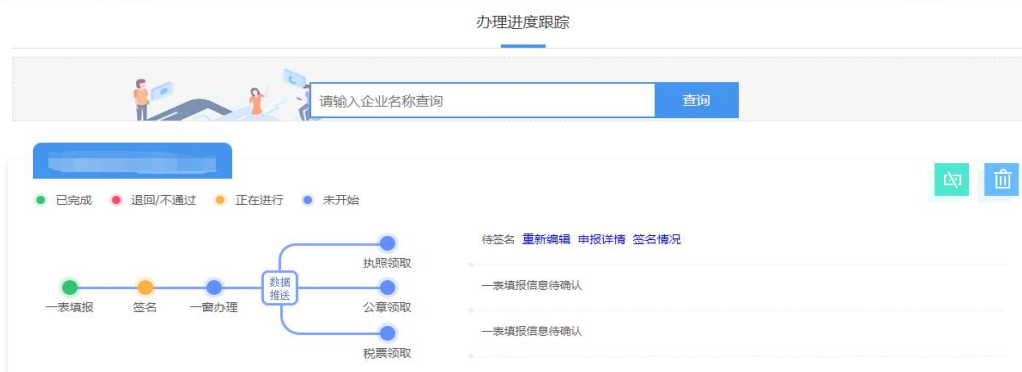 办理进度跟踪
请输入企业名称查询 查询
已完成 退回/不通过 正在进行 未开始
待签名 重新编辑 申报详情 签名情况
执照领取
数据
推送
一表填报信息待确认
一表填报 签名 一窗办理 公章领取
一表填报信息待确认
税票领取